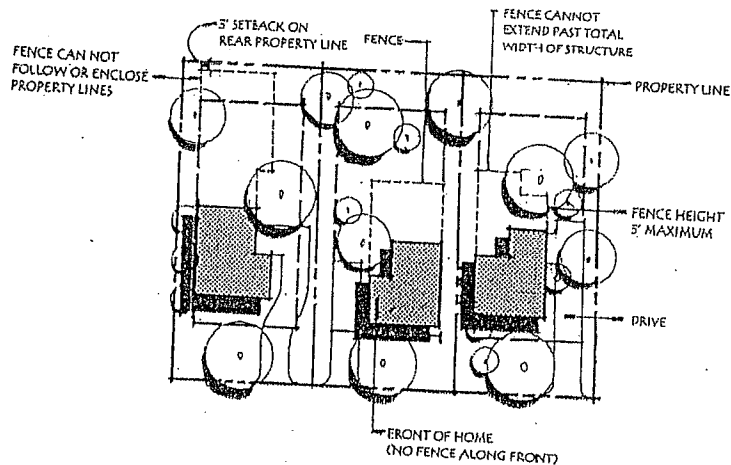 5' SETBACK ON
REAR PROPERTY LINE
FENCE CAN NOT
FOLLOW OR ENCLOSE
PROPERTY LINES
FENCE
FENCE CANNOT
EXTEND PAST TOTAL
WIDTH OF STRUCTURE
PROPERTY LINE
FENCE HEIGHT
5' MAXIMUM
DRIVE
FRONT OF HOME
(NO FENCE ALONG FRONT)